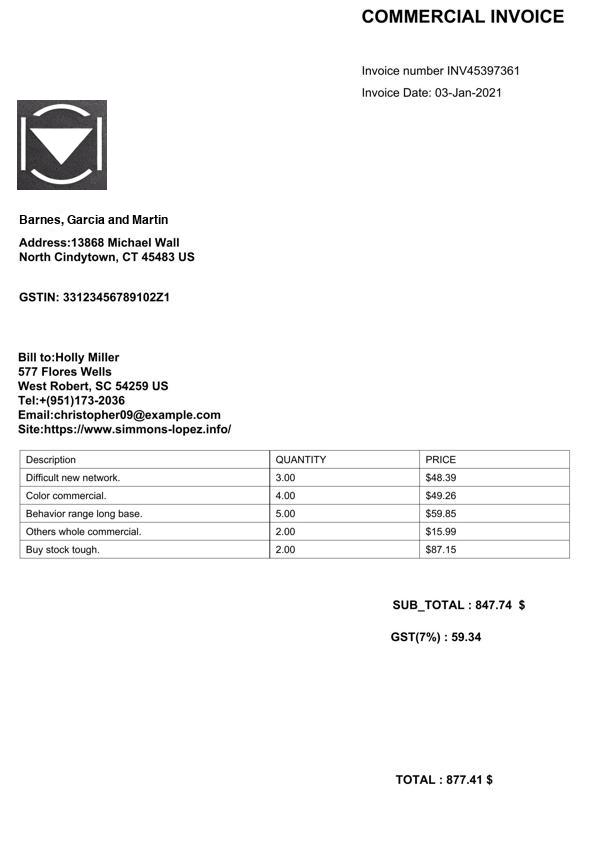 COMMERCIAL INVOICE
Invoice number INV45397361
Invoice Date: 03-Jan-2021
Barnes, Garcia and Martin
Address:13868 Michael Wall
North Cindytown, CT 45483 US
GSTIN: 33123456789102Z1
Bill to:Holly Miller
577 Flores Wells
West Robert, SC 54259 US
Tel:+(951)173-2036
Email:christopher09@example.com
Site:https://www.simmons-lopez.info/
Description QUANTITY PRICE
Difficult new network. 3.00 $48.39
Color commercial. 4.00 $49.26
Behavior range long base. 5.00 $59.85
Others whole commercial. 2.00 $15.99
Buy stock tough. 2.00 $87.15
SUB_TOTAL : 847.74 $
GST(7%) : 59.34
TOTAL : 877.41 $